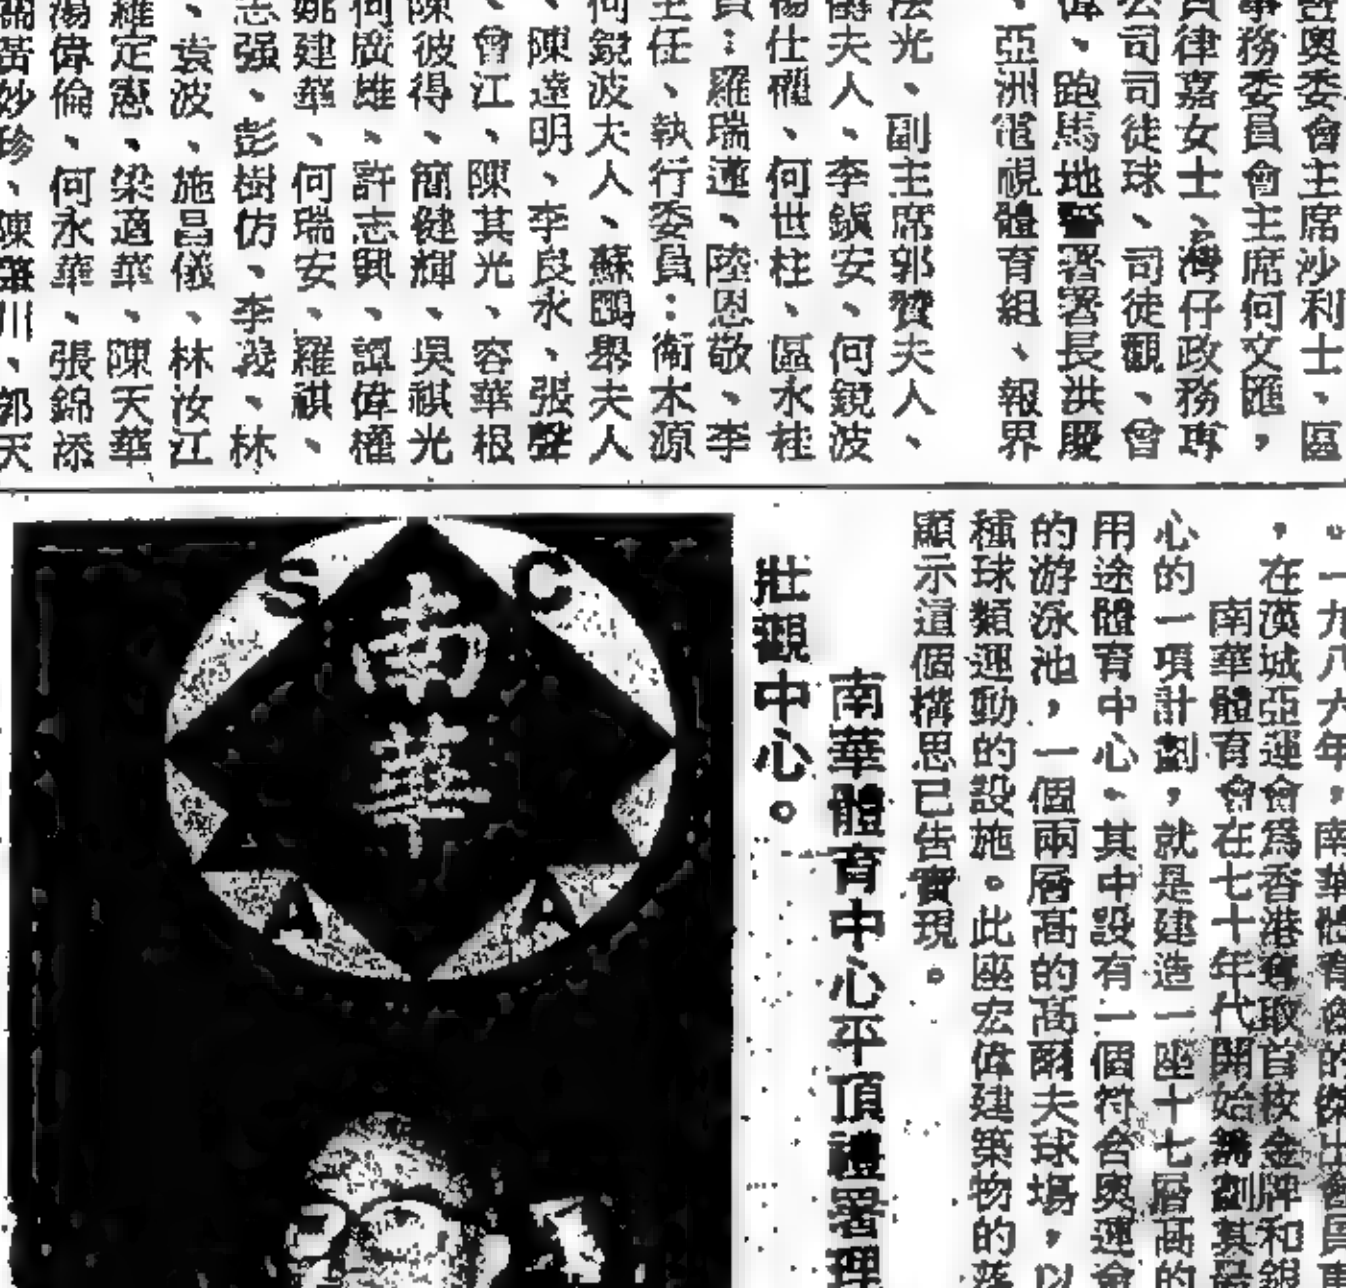 許奧委會主席沙利士、區
事務委員會主席何文匯，
貝律嘉女士、灣仔政務專
公司司徒球、司徒觀、曾
偉、跑馬地警署署長洪
、亞洲電視體育組、報界
法光、副主席郭贊夫人、
爵夫人、李鎮安、何鏡波
楊仕權、何世柱、區永桂
員：羅瑞蓮、陸恩敬、李
主任、執行委員：衛木源
何鏡波夫人、蘇鵾舉夫人
、陳達明、李良永、張聲
、曾江、陳其光、容華根
陳彼得、簡健輝、吳祺光
何廣雄、許志興、譚偉權
姚建華、何瑞安、羅祺、
志强、彭樹仿、李、林
、袁波、施昌儀、林汝江
羅定憲、梁適華、陳天華
湯偉倫、何永華、張錦添
黃妙珍、陳肇川、郭天
。一九八六年，南華體育會的傑出會員
，在漢城亞運會爲香港奪取首枚金牌和銀
南華體育會在七十年代開始籌劃其
心的一項計劃，就是建造一座十七層高的
用途體育中心。其中設有一個符合奧運會
的游泳池，一個兩層高的高爾夫球場，以
種球類運動的設施。此座宏偉建築物的落
顯示這個構思已告實現。
南華體育中心平頂禮署理
壯觀中心。
S C
南華
A A